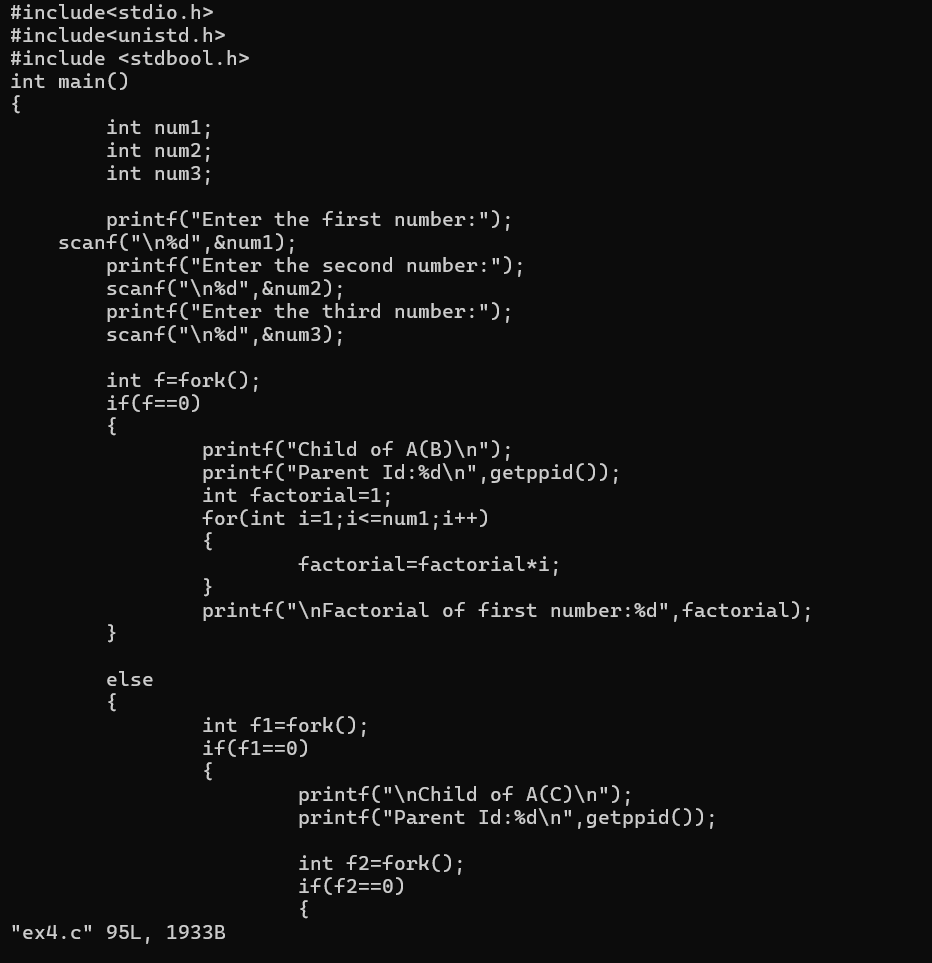 #include<stdio.h>
#include<unistd.h>
#include <stdbool.h>
int main()
{
        int num1;
        int num2;
        int num3;

        printf("Enter the first number:");
    scanf("\n%d",&num1);
        printf("Enter the second number:");
        scanf("\n%d",&num2);
        printf("Enter the third number:");
        scanf("\n%d",&num3);

        int f=fork();
        if(f==0)
        {
                printf("Child of A(B)\n");
                printf("Parent Id:%d\n",getppid());
                int factorial=1;
                for(int i=1;i<=num1;i++)
                {
                        factorial=factorial*i;
                }
                printf("\nFactorial of first number:%d",factorial);
        }

        else
        {
                int f1=fork();
                if(f1==0)
                {
                        printf("\nChild of A(C)\n");
                        printf("Parent Id:%d\n",getppid());

                        int f2=fork();
                        if(f2==0)
                        {
"ex4.c" 95L, 1933B